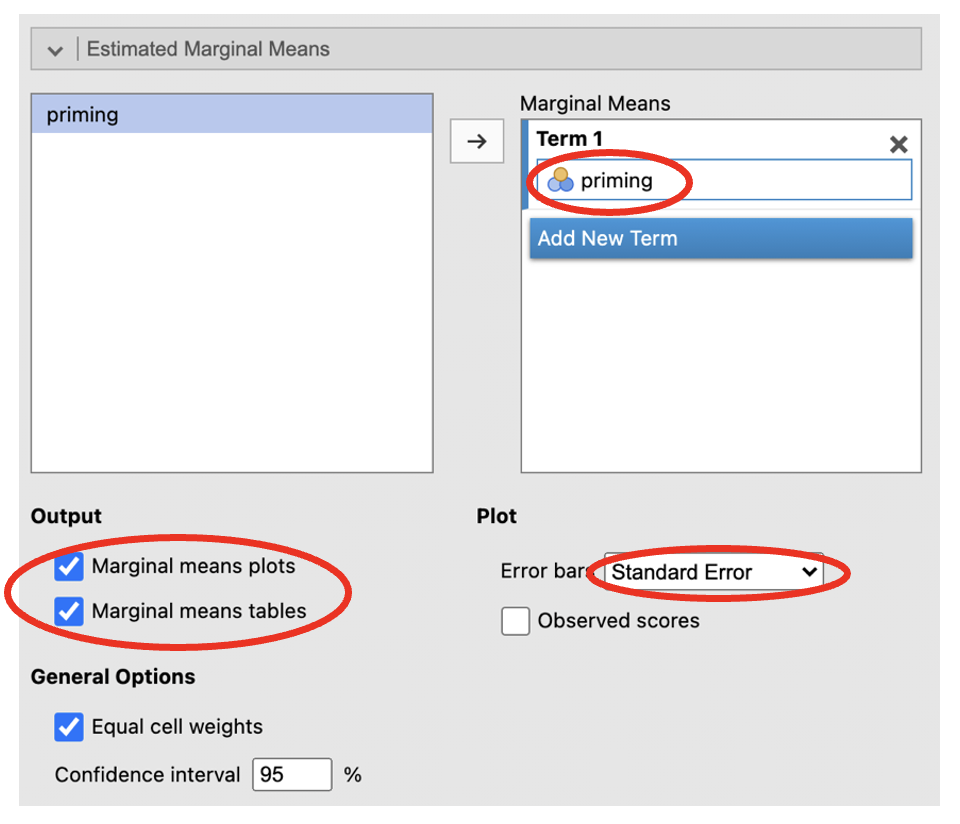 Estimated Marginal Means
priming
Marginal Means
Term 1
priming
Add New Term
Output
Marginal means plots
Marginal means tables
Plot
Error bars Standard Error
Observed scores
General Options
Equal cell weights
Confidence interval 95 %